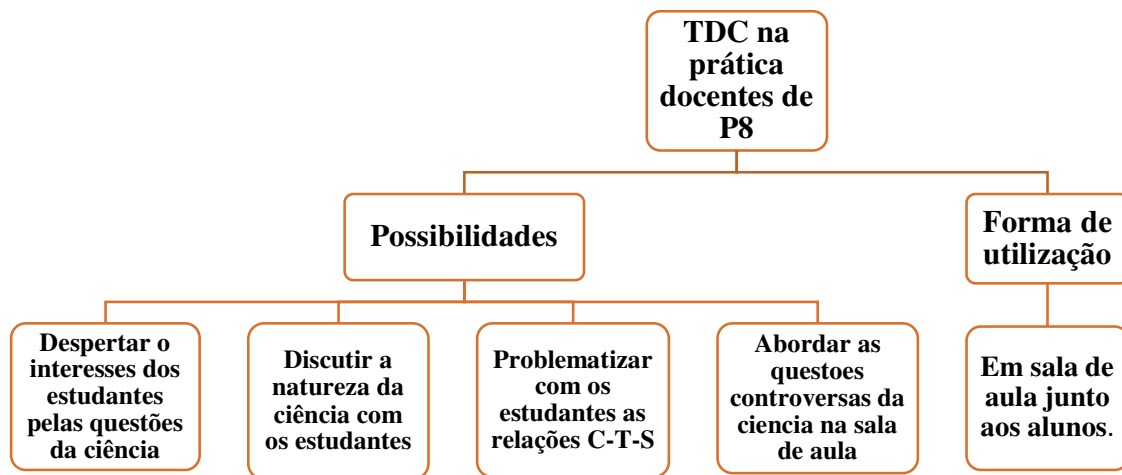 TDC na
prática
docentes de
P8
Possibilidades
Forma de
utilização
Despertar o
interesses dos
estudantes
pelas questões
da ciência
Discutir a
natureza da
ciência com
os estudantes
Problematizar
com os
estudantes as
relações C-T-S
Abordar as
questoes
controversas da
ciencia na sala
de aula
Em sala de
aula junto
aos alunos.